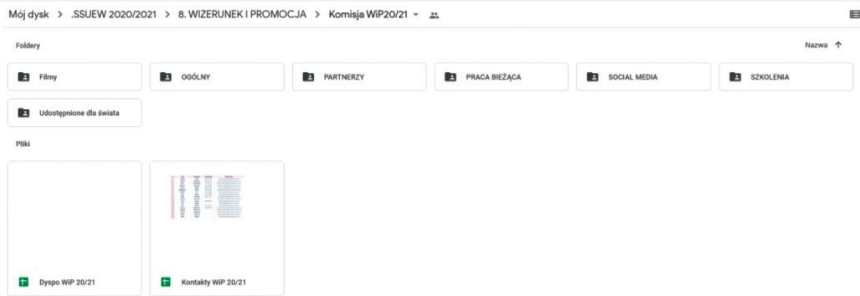 Mój dysk > .SSUEW 2020/2021 > 8. WIZERUNEK I PROMOCJA > Komisja WiP20/21
Foldery Nazwa ↑
Filmy OGÓLNY PARTNERZY PRACA BIEŻĄCA SOCIAL MEDIA SZKOLENIA
Udostępnione dla świata
Pliki
Dyspo WiP 20/21 Kontakty WiP 20/21